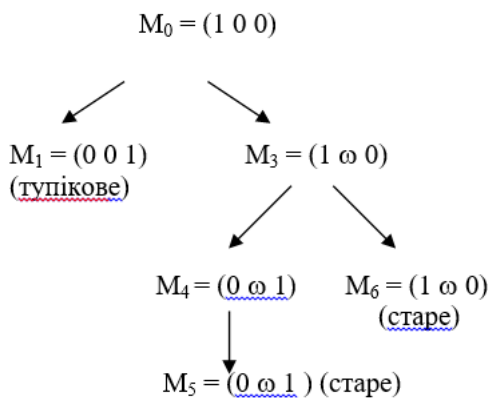 M₀ = (1 0 0)
M₁ = (0 0 1)
(тупікове)
M₃ = (1 ω 0)
M₄ = (0 ω 1)
M₆ = (1 ω 0)
(старе)
M₅ = (0 ω 1 ) (старе)